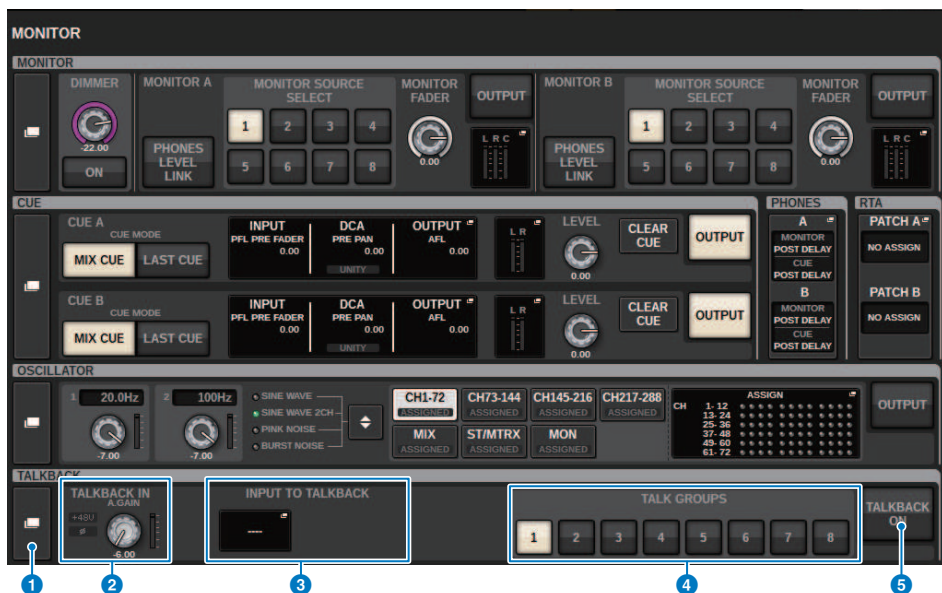 MONITOR
MONITOR
DIMMER
-22.00
ON
MONITOR A
PHONES
LEVEL
LINK
MONITOR SOURCE
SELECT
1 2 3 4
5 6 7 8
MONITOR
FADER
0.00
OUTPUT
L R C
MONITOR B
PHONES
LEVEL
LINK
MONITOR SOURCE
SELECT
1 2 3 4
5 6 7 8
MONITOR
FADER
0.00
OUTPUT
L R C
CUE
CUE A
CUE MODE
MIX CUE LAST CUE
INPUT
PFL PRE FADER
0.00
DCA
PRE PAN
0.00
UNITY
OUTPUT
AFL
0.00
L R
LEVEL
0.00
CLEAR
CUE
OUTPUT
CUE B
CUE MODE
MIX CUE LAST CUE
INPUT
PFL PRE FADER
0.00
DCA
PRE PAN
0.00
UNITY
OUTPUT
AFL
0.00
L R
LEVEL
0.00
CLEAR
CUE
OUTPUT
PHONES
A
MONITOR
POST DELAY
CUE
POST DELAY
B
MONITOR
POST DELAY
CUE
POST DELAY
RTA
PATCH A
NO ASSIGN
PATCH B
NO ASSIGN
OSCILLATOR
1 20.0Hz
-7.00
2 100Hz
-7.00
SINE WAVE
SINE WAVE 2CH
PINK NOISE
BURST NOISE
CH1-72
ASSIGNED
CH73-144
ASSIGNED
CH145-216
ASSIGNED
CH217-288
ASSIGNED
MIX
ASSIGNED
ST/MTRX
ASSIGNED
MON
ASSIGNED
ASSIGN
CH 1- 12
13- 24
25- 36
37- 48
49- 60
61- 72
OUTPUT
TALKBACK
TALKBACK IN
A.GAIN
+48V
ø
-6.00
INPUT TO TALKBACK
----
TALK GROUPS
1 2 3 4 5 6 7 8
TALKBACK
ON
1 2 3 4 5